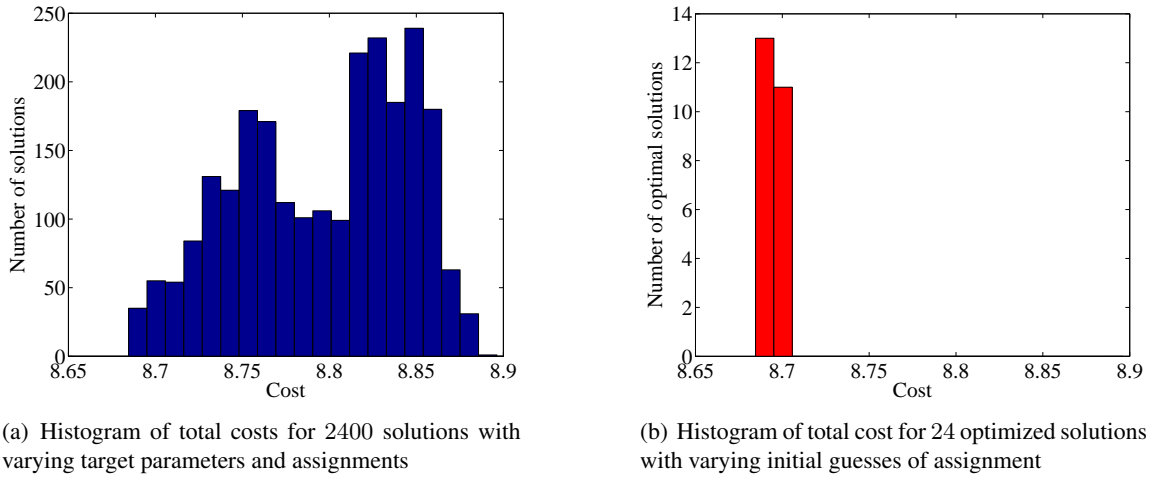 250
200
150
100
50
0
8.65 8.7 8.75 8.8 8.85 8.9
Cost
Number of solutions
(a) Histogram of total costs for 2400 solutions with
varying target parameters and assignments
14
12
10
8
6
4
2
0
8.65 8.7 8.75 8.8 8.85 8.9
Cost
Number of optimal solutions
(b) Histogram of total cost for 24 optimized solutions
with varying initial guesses of assignment